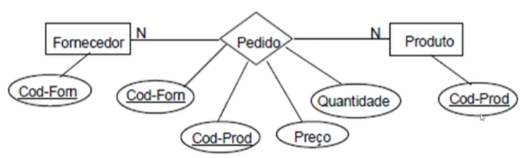 Fornecedor
N
Pedido
N
Produto
Cod-Forn
Cod-Forn
Cod-Prod
Preço
Quantidade
Cod-Prod